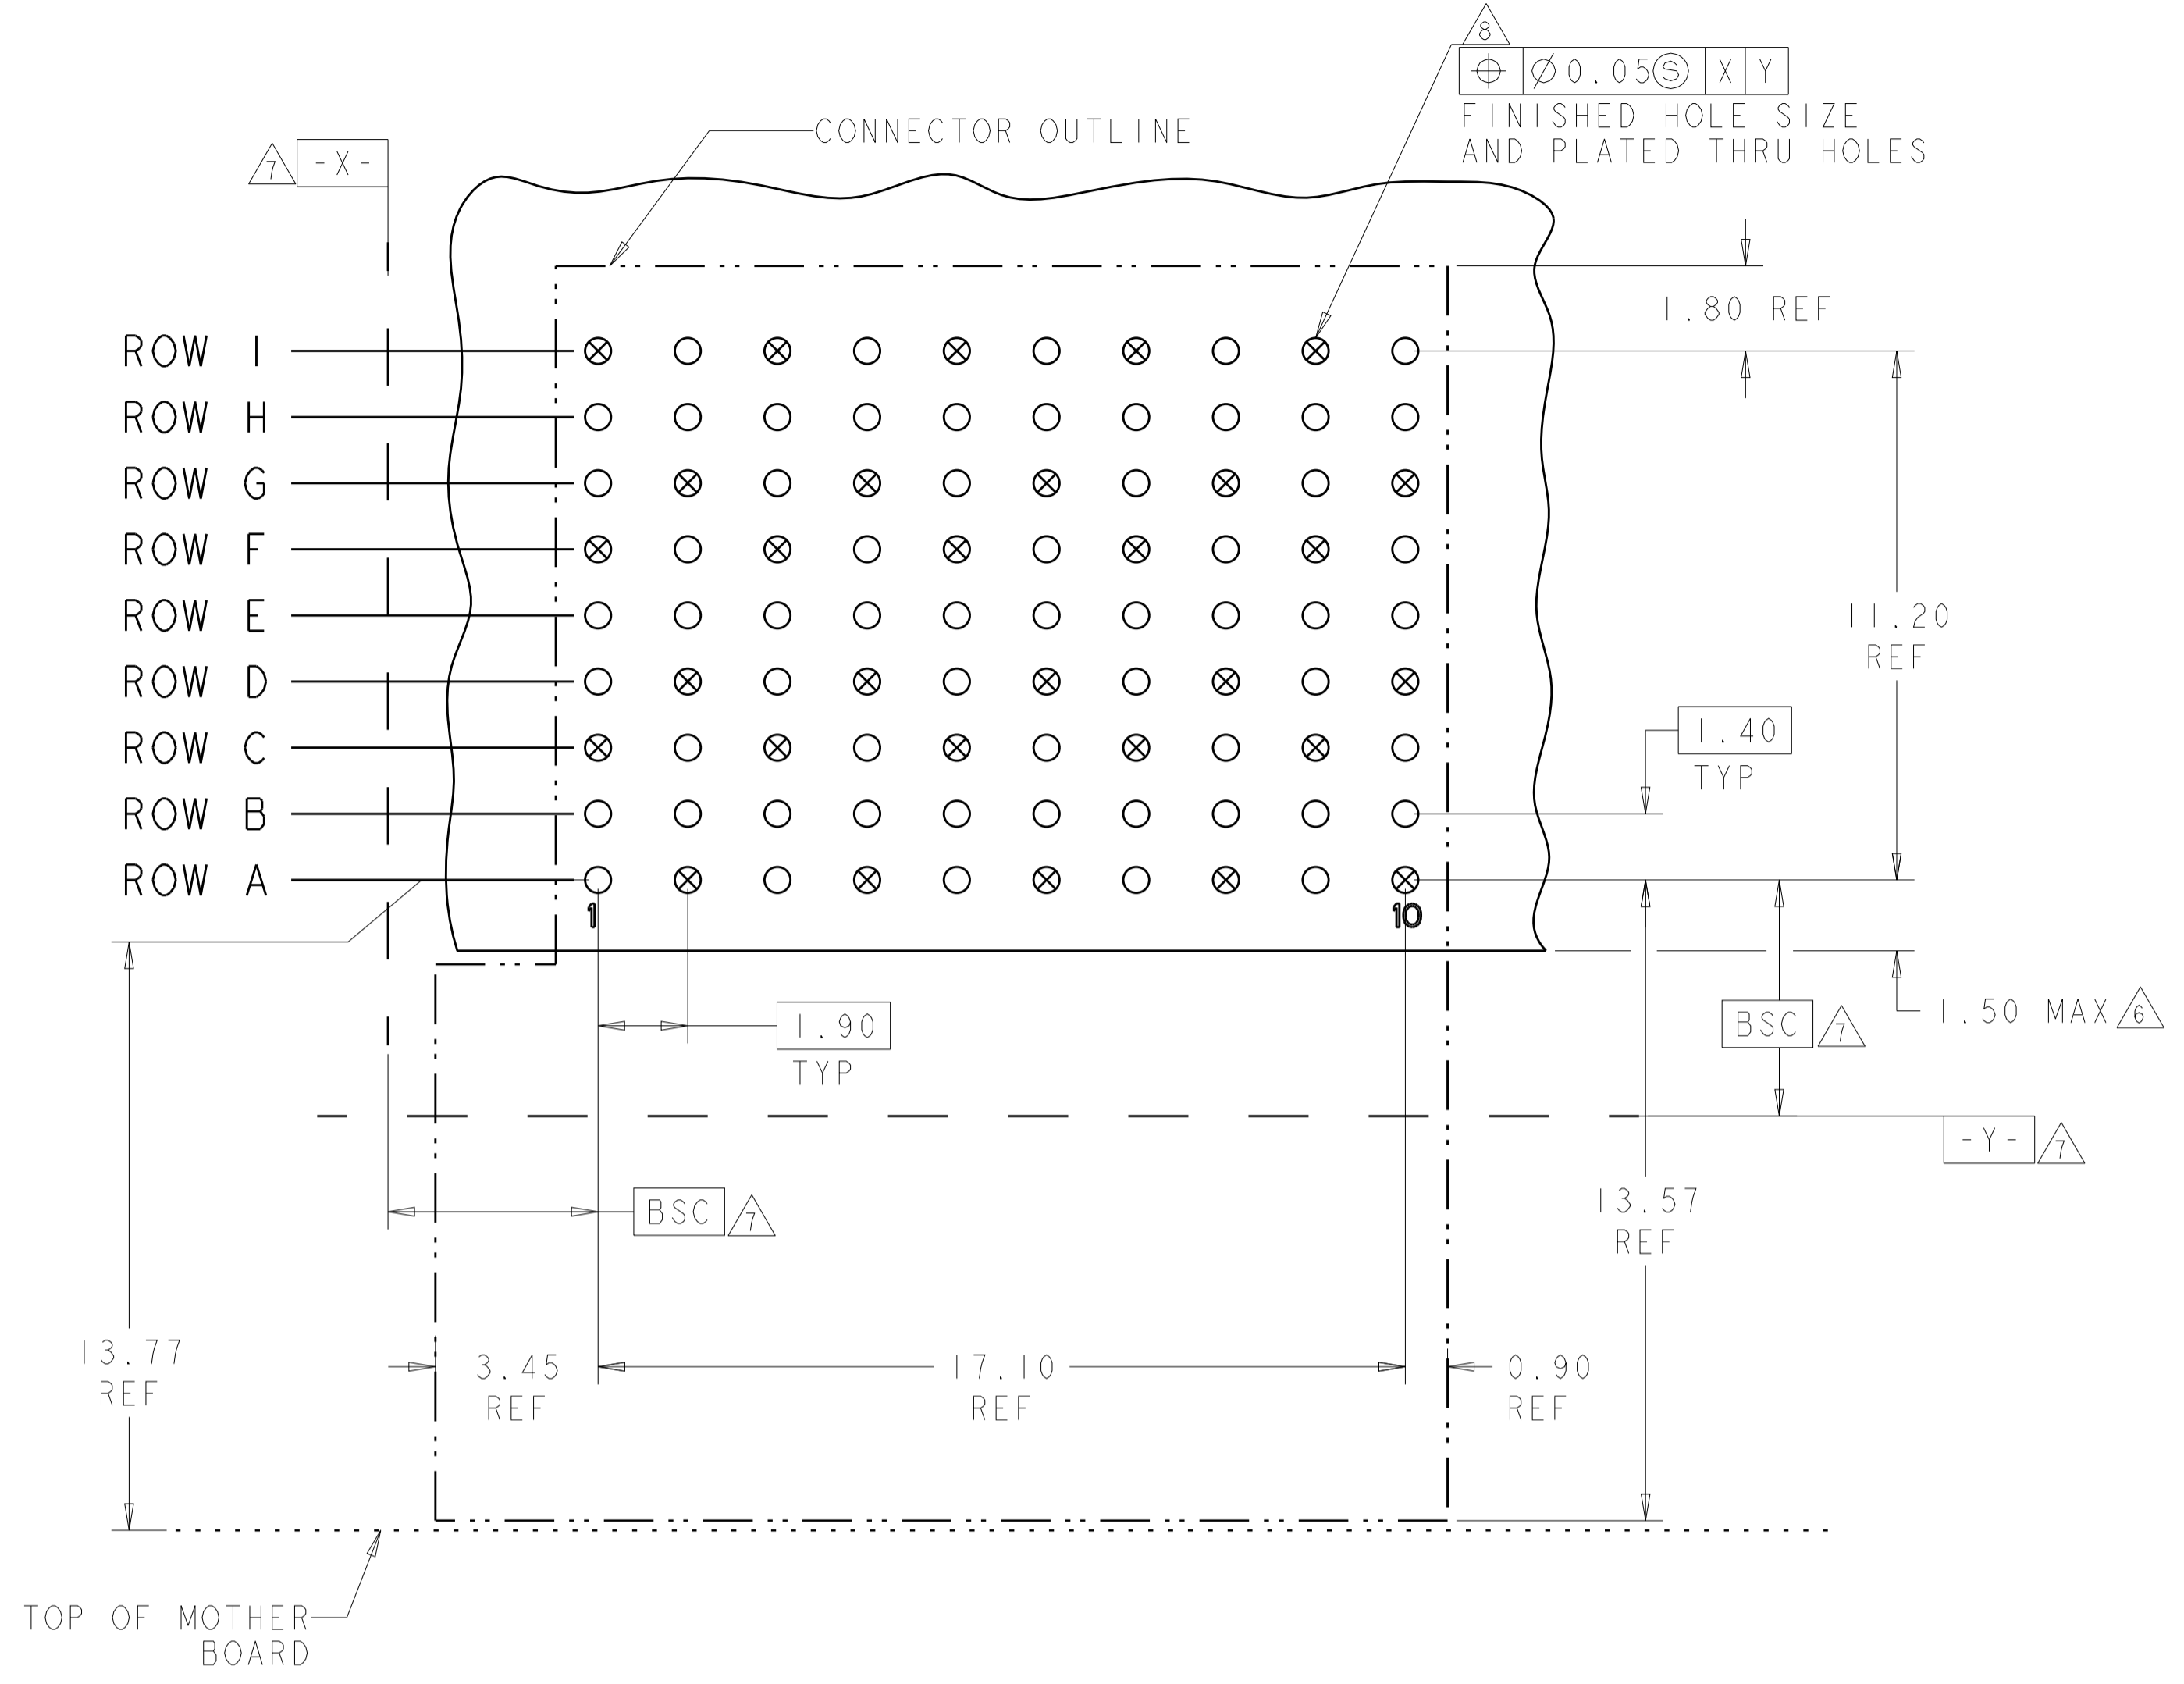 8
⌖ ⌀0.05Ⓢ X Y
FINISHED HOLE SIZE
AND PLATED THRU HOLES
CONNECTOR OUTLINE
7 -X-
1.80 REF
ROW I
ROW H
ROW G
ROW F
ROW E
ROW D
ROW C
ROW B
ROW A
11.20
REF
1.40
TYP
1
10
1.50 MAX 6
BSC 7
1.90
TYP
-Y- 7
BSC 7
13.57
REF
13.77
REF
3.45
REF
17.10
REF
0.90
REF
TOP OF MOTHER
BOARD